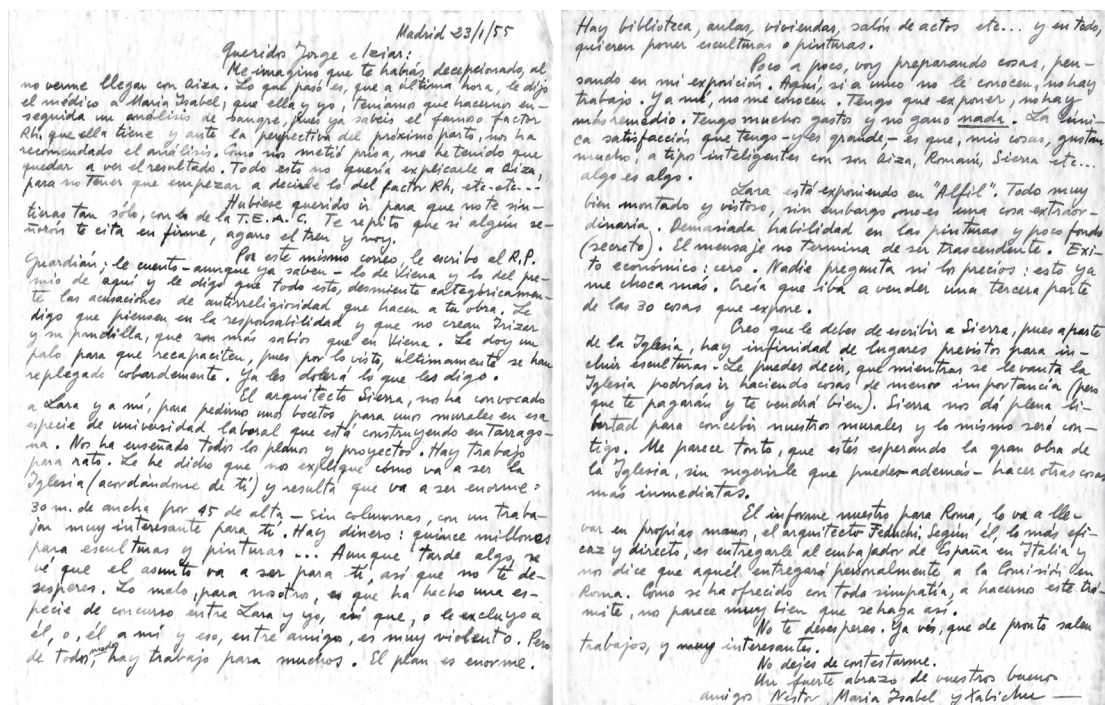 Madrid 23/1/55
Queridos Jorge e Iziar:
Me imagino que te habrás decepcionado, al
no verme llegar con Aiza. Lo que pasó es, que a última hora, le dijo
el médico a Maria Isabel, que ella y yo, teniamos que hacernos en-
seguida un análisis de sangre, pues ya sabeis el famoso factor
Rh, que ella tiene y ante la perspectiva del próximo parto, nos ha
recomendado el análisis. Como nos metió prisa, me he tenido que
quedar a ver el resultado. Todo esto no queria explicarle a Aiza,
para no tener que empezar a decirle lo del factor Rh, etc-etc---
Hubiese querido ir para que no te sin-
tieras tan sólo, con lo de la T.E.A.C. Te repito que si algún se-
ñorón te cita en firme, agarro el tren y voy.
Por este mismo correo, le escribo al R.P.
Guardián; le cuento-aunque ya saben- lo de Viena y lo del pre-
mio de aqui y le digo que todo esto, desmiente categóricamen-
te las acusaciones de antirreligiosidad que hacen a tu obra. Le
digo que piensen en la responsabilidad y que no crean Irizar
y su pandilla, que son más sabios que en Viena. Le doy un
palo para que recapaciten, pues por lo visto, últimamente se han
replegado cobardemente. Ya les dolerá lo que les digo.
El arquitecto Sierra, nos ha convocado
a Lara y a mí, para pedirnos unos bocetos para unos murales en esa
especie de universidad laboral que está construyendo en Tarrago-
na. Nos ha enseñado todos los planos y proyectos. Hay trabajo
para rato. Le he dicho que nos explique cómo va a ser la
Iglesia (acordándome de ti) y resulta que va a ser enorme:
30 m. de ancha por 45 de alta - sin columnas, con un traba-
jon muy interesante para ti. Hay dinero: quince millones
para esculturas y pinturas ... Aunque tarde algo, se
vé que el asunto va a ser para ti, asi que no te de-
sesperes. Lo malo, para nosotros, es que ha hecho una es-
pecie de concurso entre Lara y yo, asi que, o le excluyo a
él, o, él a mí y eso, entre amigos, es muy violento. Pero
de todos modos, hay trabajo para muchos. El plan es enorme.
Hay biblioteca, aulas, viviendas, salón de actos etc... y en todo,
quieren poner esculturas o pinturas.
Poco a poco, voy preparando cosas, pen-
sando en mi exposición. Aqui, si a uno no le conocen, no hay
trabajo. Y a mí, no me conocen. Tengo que exponer, no hay
más remedio. Tengo muchos gastos y no gano nada. La úni-
ca satisfacción que tengo-y es grande,- es que, mis cosas, gustan
mucho, a tipos inteligentes con son Aiza, Romaní, Sierra etc...
algo es algo.
Lara está exponiendo en "Alfil". Todo muy
bien montado y vistoso, sin embargo no es una cosa extraor-
dinaria. Demasiada habilidad en las pinturas y poco fondo
(secreto). El mensaje no termina de ser trascendente. Exi-
to económico: cero. Nadie pregunta ni los precios: esto ya
me choca más. Creía que iba a vender una tercera parte
de las 30 cosas que expone.
Creo que le debes de escribir a Sierra, pues aparte
de la Iglesia, hay infinidad de lugares previstos para in-
cluir esculturas. Le puedes decir, que mientras se levanta la
Iglesia podrías ir haciendo cosas de menor importancia (pero
que te pagarán y te vendrá bien). Sierra nos dá plena li-
bertad para concebir nuestros murales y lo mismo será con-
tigo. Me parece tonto, que estés esperando la gran obra de
la Iglesia, sin sugerirle que puedes-además- hacer otras cosas
más inmediatas.
El informe nuestro para Roma, lo va a lle-
var en propias manos, el arquitecto Feduchi. Según él, lo más efi-
caz y directo, es entregarle al embajador de España en Italia y
nos dice que aquél entregará personalmente a la Comisión en
Roma. Como se ha ofrecido con toda simpatía, a hacernos este trá-
mite, nos parece muy bien que se haga asi.
No te desesperes. Ya vés, que de pronto salen
trabajos, y muy interesantes.
No dejes de contestarme.
Un fuerte abrazo de vuestros buenos
amigos Nestor, Maria Isabel y Xabichu